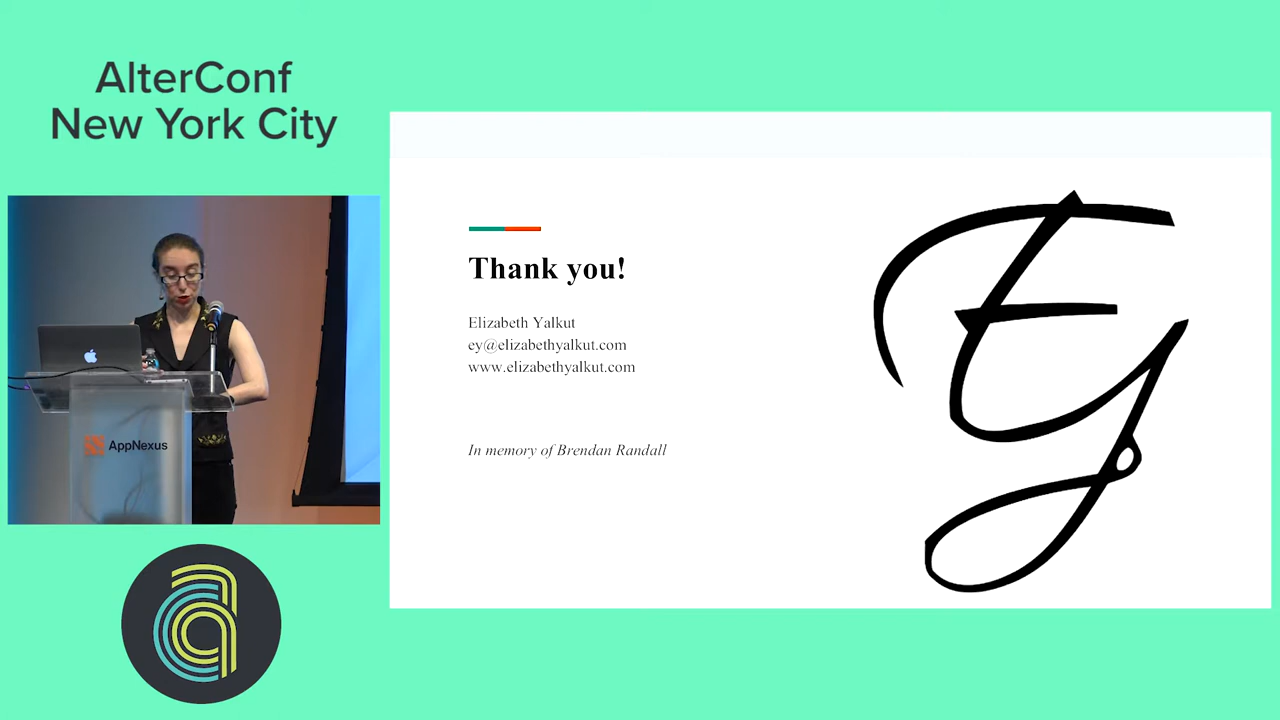 AlterConf
New York City
AppNexus
Thank you!
Elizabeth Yalkut
ey@elizabethyalkut.com
www.elizabethyalkut.com
In memory of Brendan Randall
EY